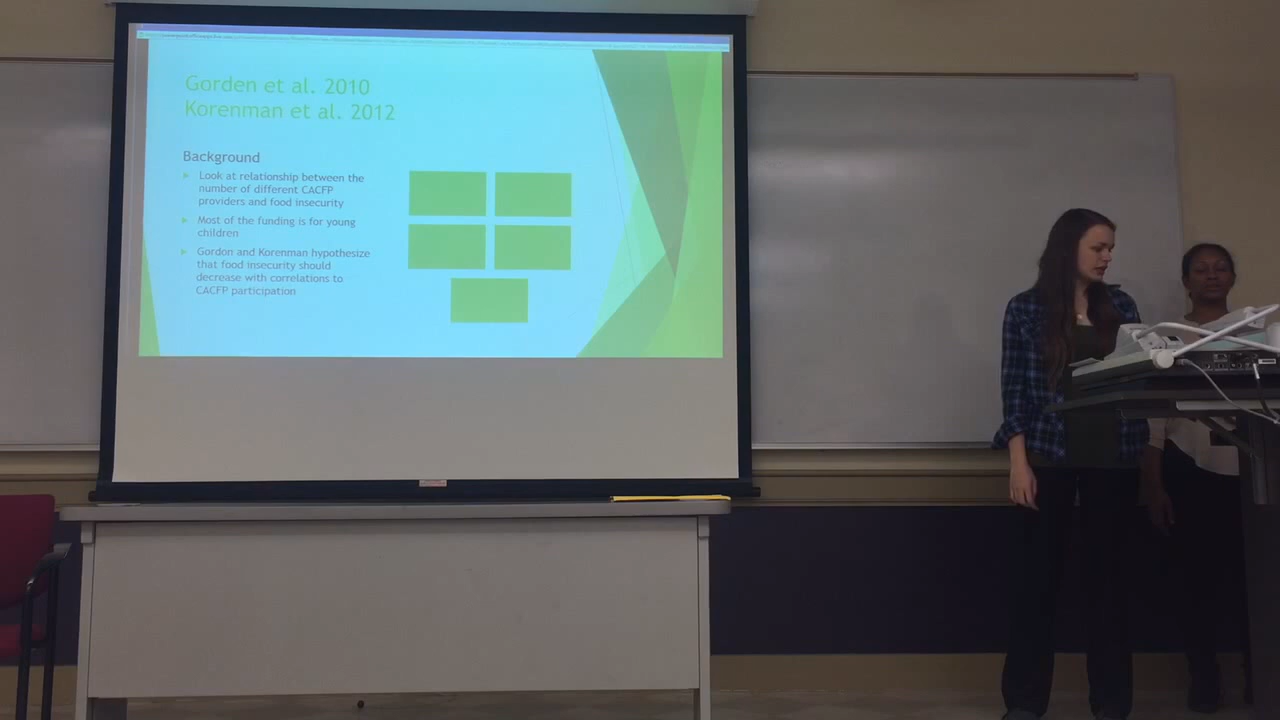 Gorden et al. 2010
Korenman et al. 2012
Background
Look at relationship between the
number of different CACFP
providers and food insecurity
Most of the funding is for young
children
Gordon and Korenman hypothesize
that food insecurity should
decrease with correlations to
CACFP participation